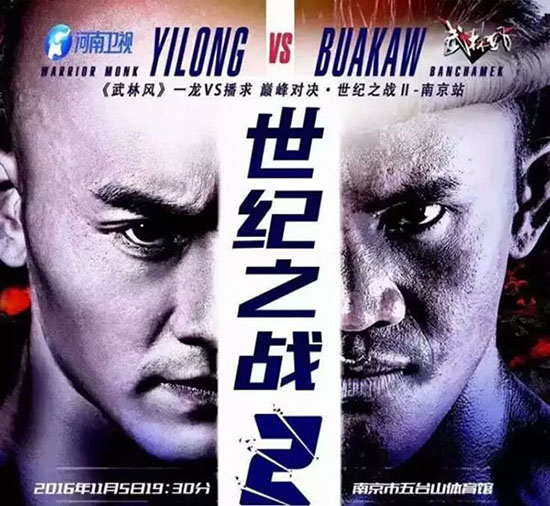 河南卫视
YILONG VS BUAKAW
武林风
WARRIOR MONK
BANCHAMEK
《武林风》一龙VS播求 巅峰对决·世纪之战Ⅱ-南京站
世纪之战2
2016年11月5日19:30分
南京市五台山体育馆